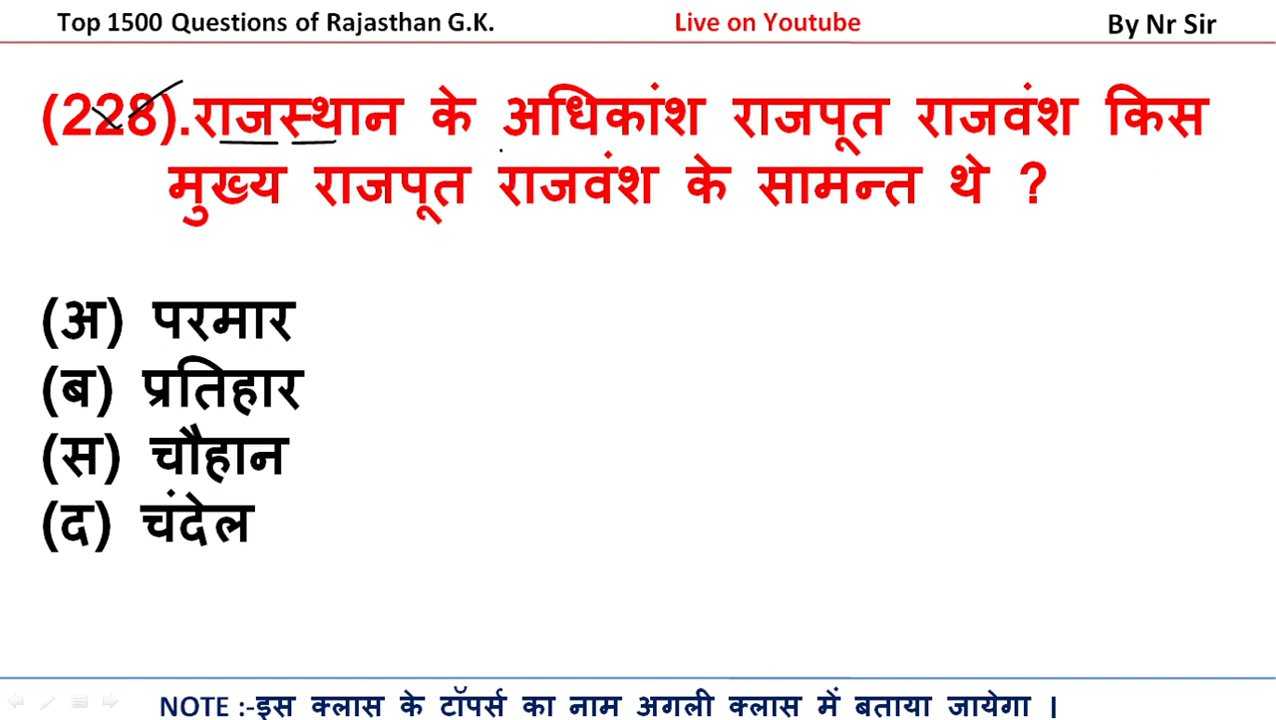 Top 1500 Questions of Rajasthan G.K. Live on Youtube By Nr Sir
(228).राजस्थान के अधिकांश राजपूत राजवंश किस
मुख्य राजपूत राजवंश के सामन्त थे ?
(अ) परमार
(ब) प्रतिहार
(स) चौहान
(द) चंदेल
NOTE :-इस क्लास के टॉपर्स का नाम अगली क्लास में बताया जायेगा ।